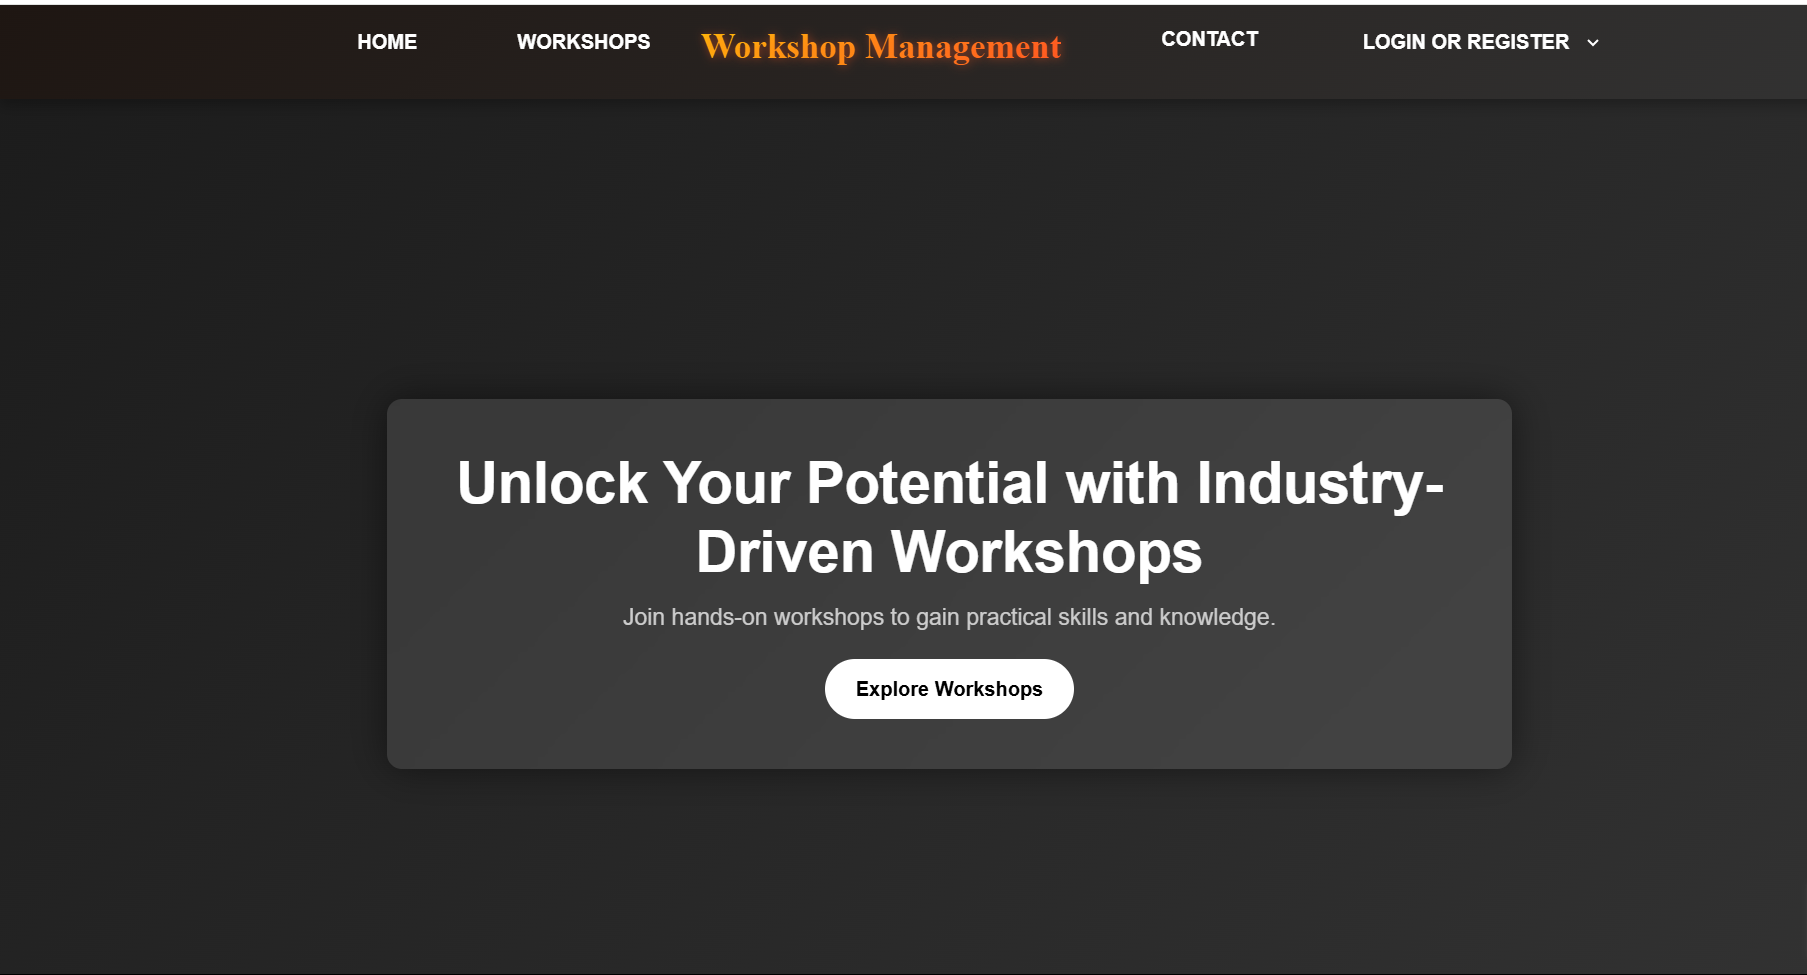 HOME
WORKSHOPS
Workshop Management
CONTACT
LOGIN OR REGISTER
Unlock Your Potential with Industry-
Driven Workshops
Join hands-on workshops to gain practical skills and knowledge.
Explore Workshops